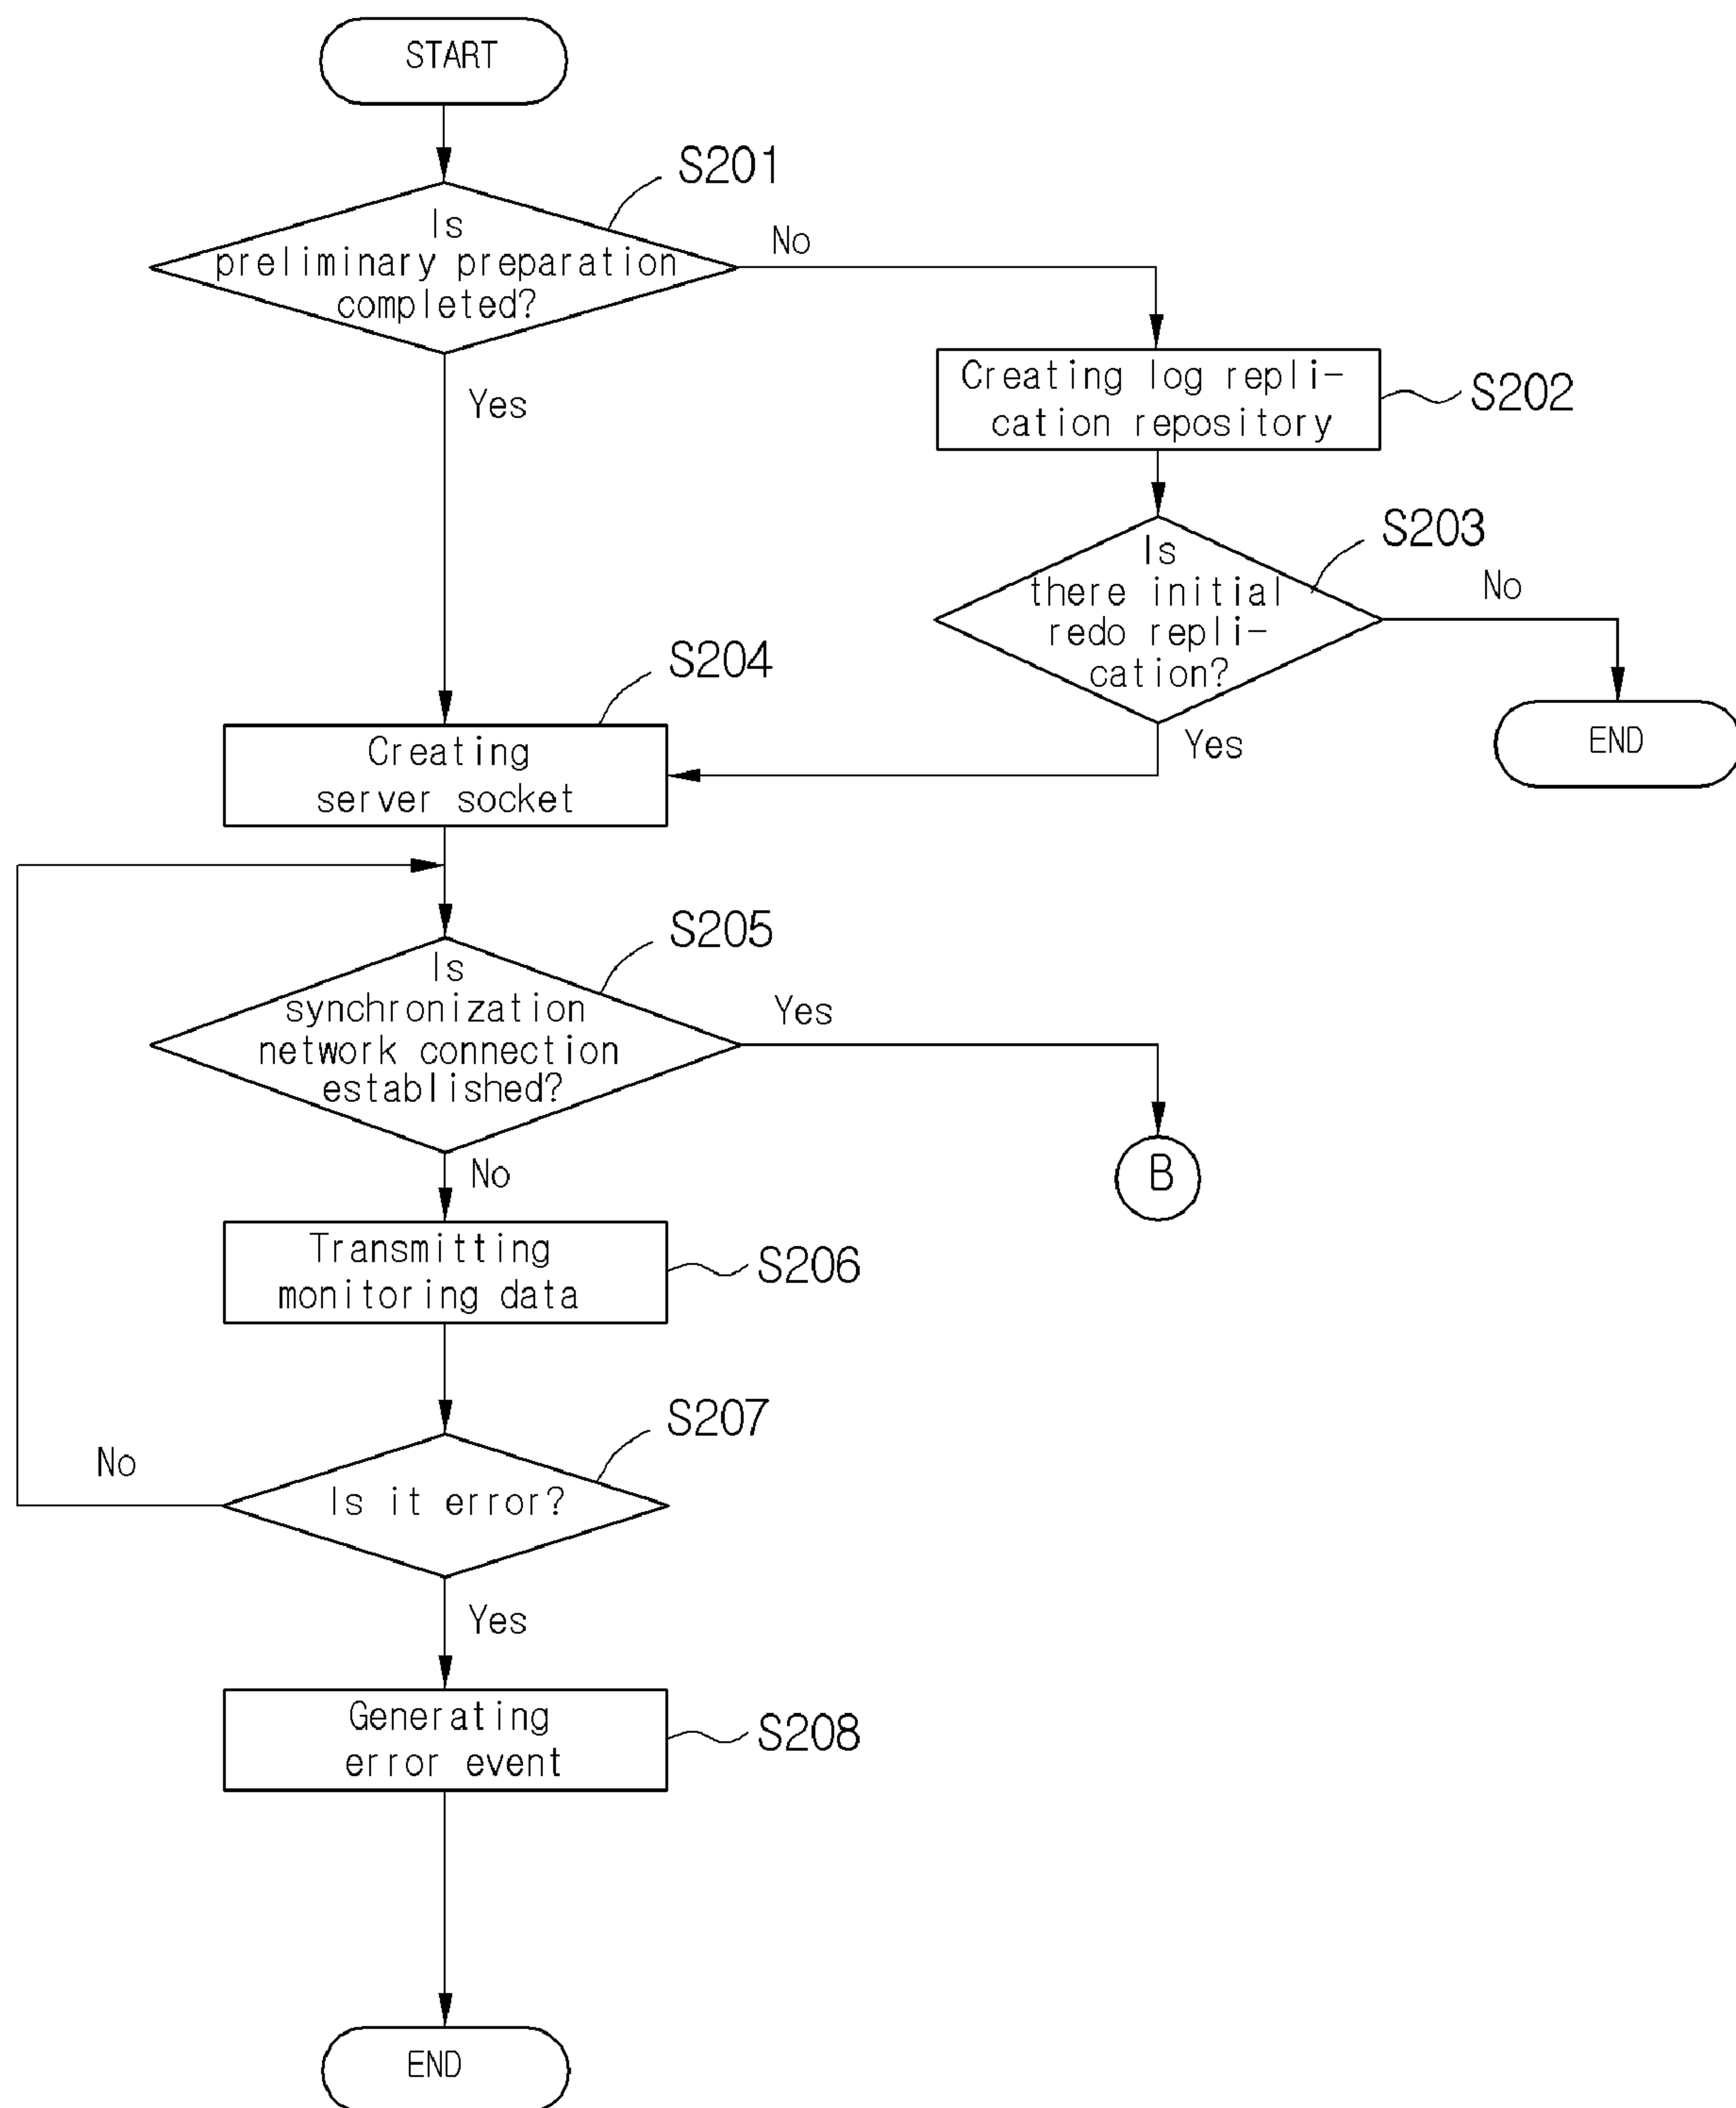 START
S201
Is
preliminary preparation
completed?
No
Yes
Creating log repli-
cation repository
S202
S203
Is
there initial
redo repli-
cation?
No
END
Yes
S204
Creating
server socket
S205
Is
synchronization
network connection
established?
Yes
B
No
Transmitting
monitoring data
S206
S207
No
Is it error?
Yes
Generating
error event
S208
END